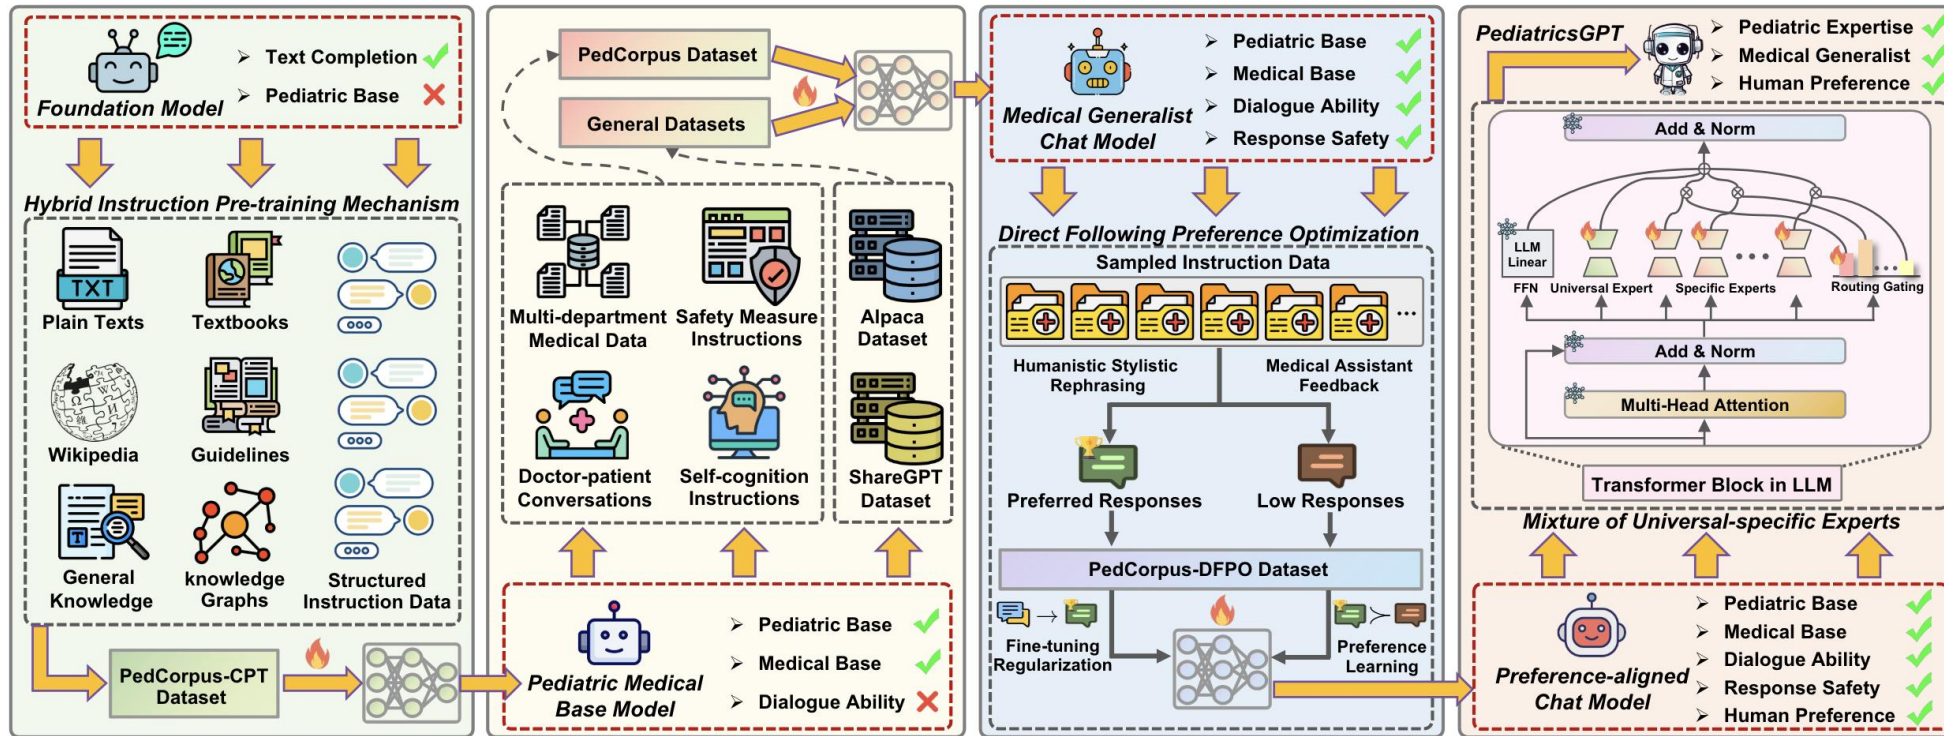 Foundation Model
➢ Text Completion
➢ Pediatric Base
Hybrid Instruction Pre-training Mechanism
TXT
Plain Texts
Textbooks
Wikipedia
Guidelines
T
General
Knowledge
knowledge
Graphs
Structured
Instruction Data
PedCorpus-CPT
Dataset
PedCorpus Dataset
General Datasets
Multi-department
Medical Data
Safety Measure
Instructions
Alpaca
Dataset
Doctor-patient
Conversations
Self-cognition
Instructions
ShareGPT
Dataset
Pediatric Medical
Base Model
➢ Pediatric Base
➢ Medical Base
➢ Dialogue Ability
Medical Generalist
Chat Model
➢ Pediatric Base
➢ Medical Base
➢ Dialogue Ability
➢ Response Safety
Direct Following Preference Optimization
Sampled Instruction Data
...
Humanistic Stylistic
Rephrasing
Medical Assistant
Feedback
Preferred Responses
Low Responses
PedCorpus-DFPO Dataset
Fine-tuning
Regularization
Preference
Learning
PediatricsGPT
➢ Pediatric Expertise
➢ Medical Generalist
➢ Human Preference
Add & Norm
LLM
Linear
FFN
Universal Expert
Specific Experts
Routing Gating
Add & Norm
Multi-Head Attention
Transformer Block in LLM
Mixture of Universal-specific Experts
Preference-aligned
Chat Model
➢ Pediatric Base
➢ Medical Base
➢ Dialogue Ability
➢ Response Safety
➢ Human Preference